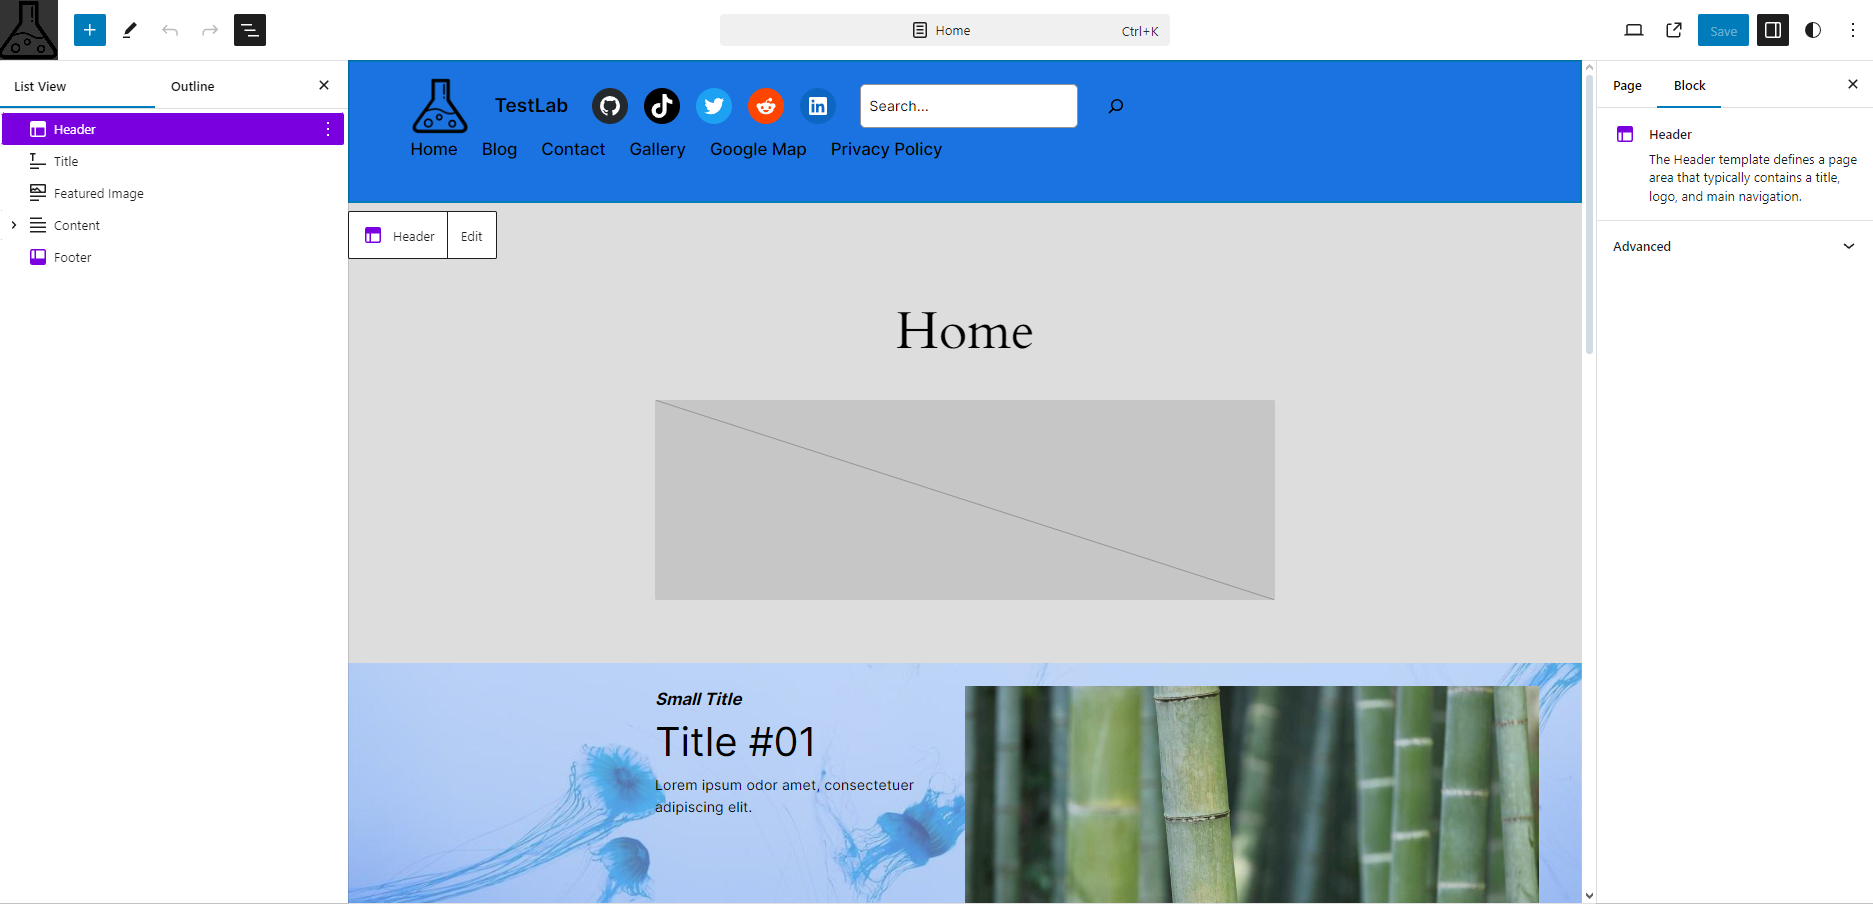 Home
Ctrl+K
Save
List View
Outline
Header
Title
Featured Image
Content
Footer
TestLab
Search...
Home
Blog
Contact
Gallery
Google Map
Privacy Policy
Header
Edit
Home
Small Title
Title #01
Lorem ipsum odor amet, consectetuer
adipiscing elit.
Page
Block
Header
The Header template defines a page
area that typically contains a title,
logo, and main navigation.
Advanced